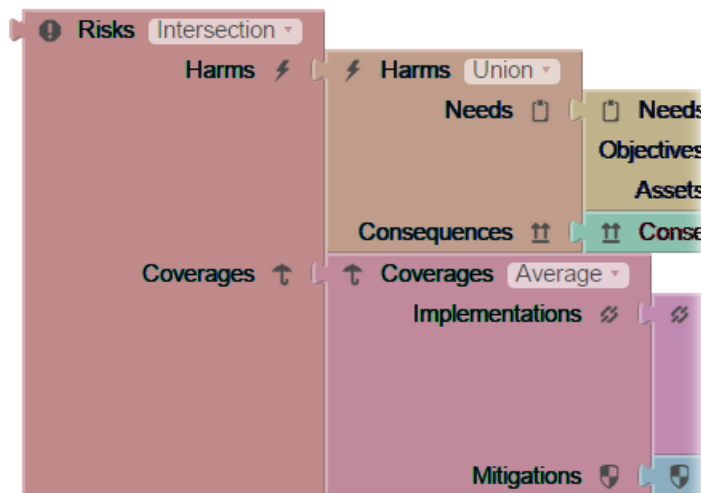 Risks Intersection
Harms Harms Union
Needs Needs
Objectives
Assets
Consequences Conse
Coverages Coverages Average
Implementations
Mitigations